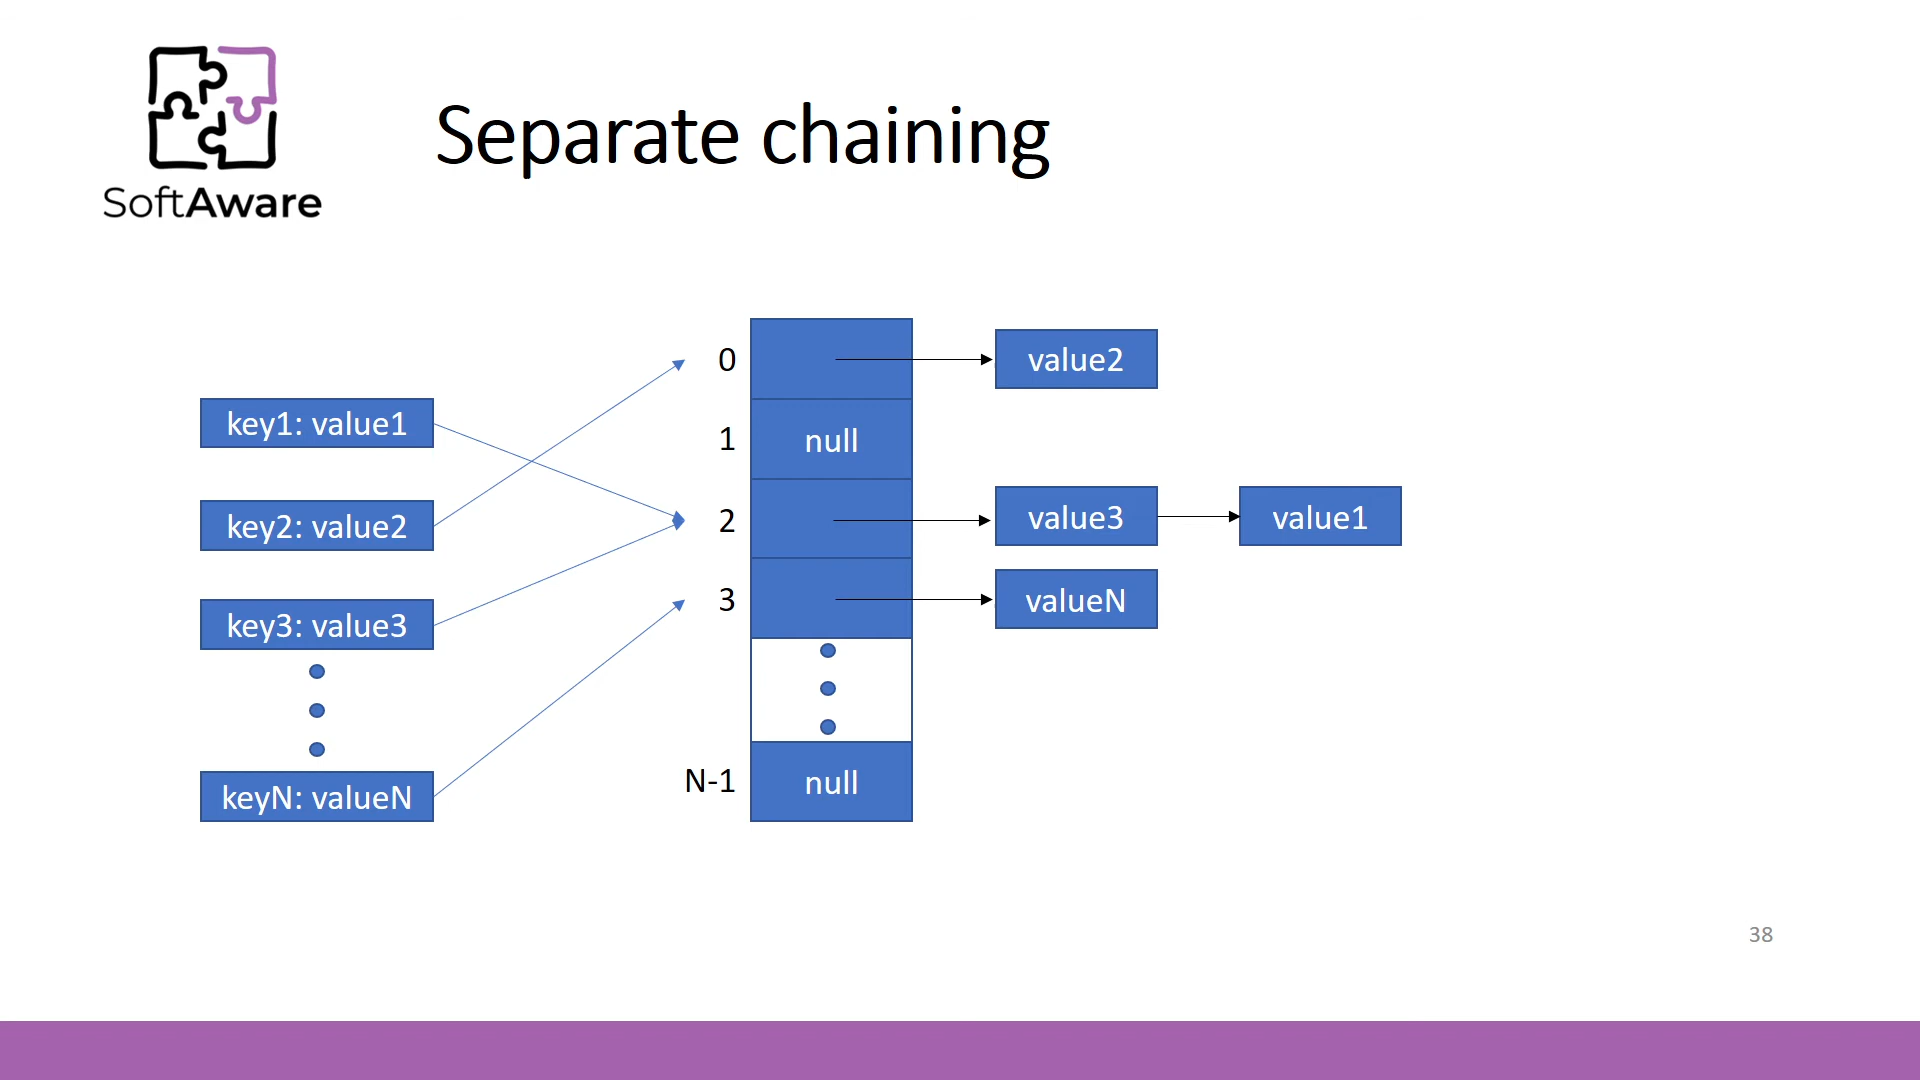 SoftAware
Separate chaining
key1: value1
key2: value2
key3: value3
keyN: valueN
0
1
null
2
3
N-1
null
value2
value3
value1
valueN
38